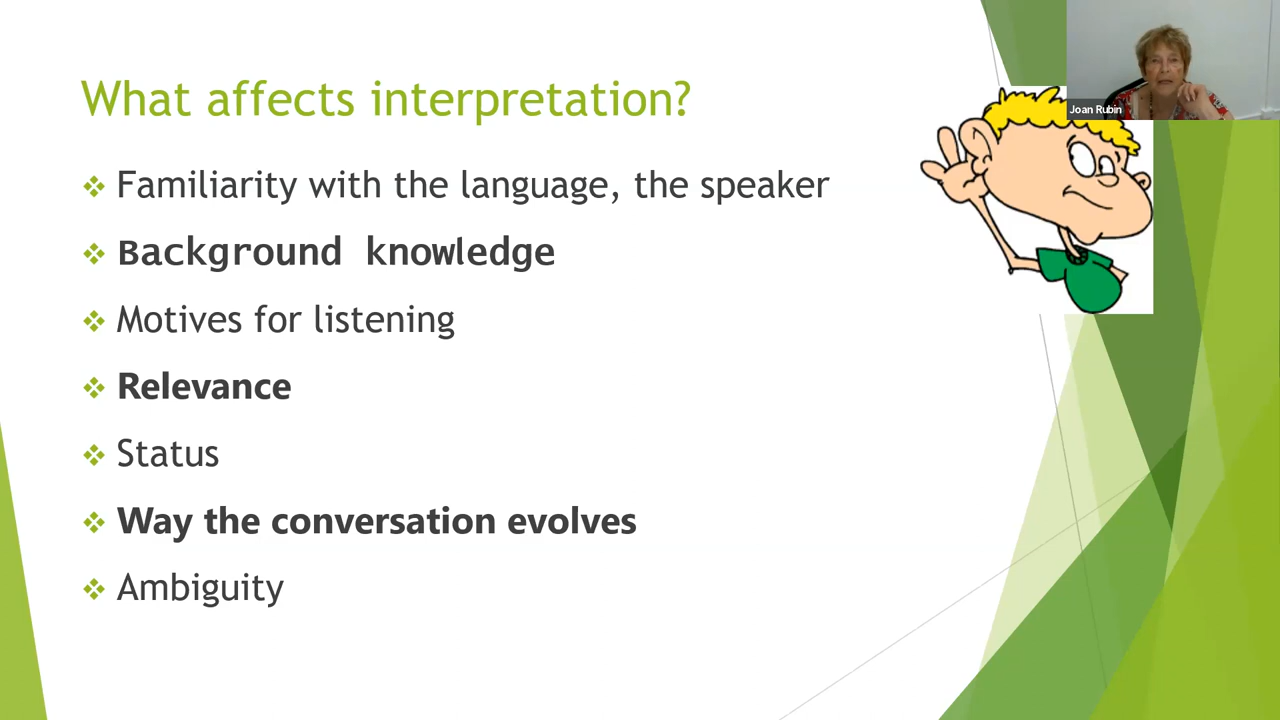 What affects interpretation?
Familiarity with the language, the speaker
Background knowledge
Motives for listening
Relevance
Status
Way the conversation evolves
Ambiguity
Joan Rubin